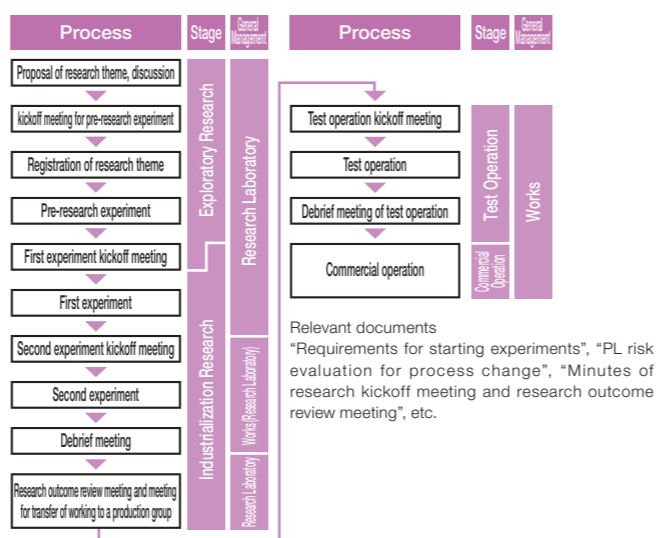 Process
Stage
General
Management
Proposal of research theme, discussion
kickoff meeting for pre-research experiment
Registration of research theme
Pre-research experiment
First experiment kickoff meeting
First experiment
Second experiment kickoff meeting
Second experiment
Debrief meeting
Research outcome review meeting and meeting
for transfer of working to a production group
Exploratory Research
Industrialization Research
Research Laboratory
Works (Research Laboratory)
Research Laboratory
Process
Stage
General
Management
Test operation kickoff meeting
Test operation
Debrief meeting of test operation
Commercial operation
Test Operation
Commercial
Operation
Works
Relevant documents
“Requirements for starting experiments”, “PL risk
evaluation for process change”, “Minutes of
research kickoff meeting and research outcome
review meeting”, etc.